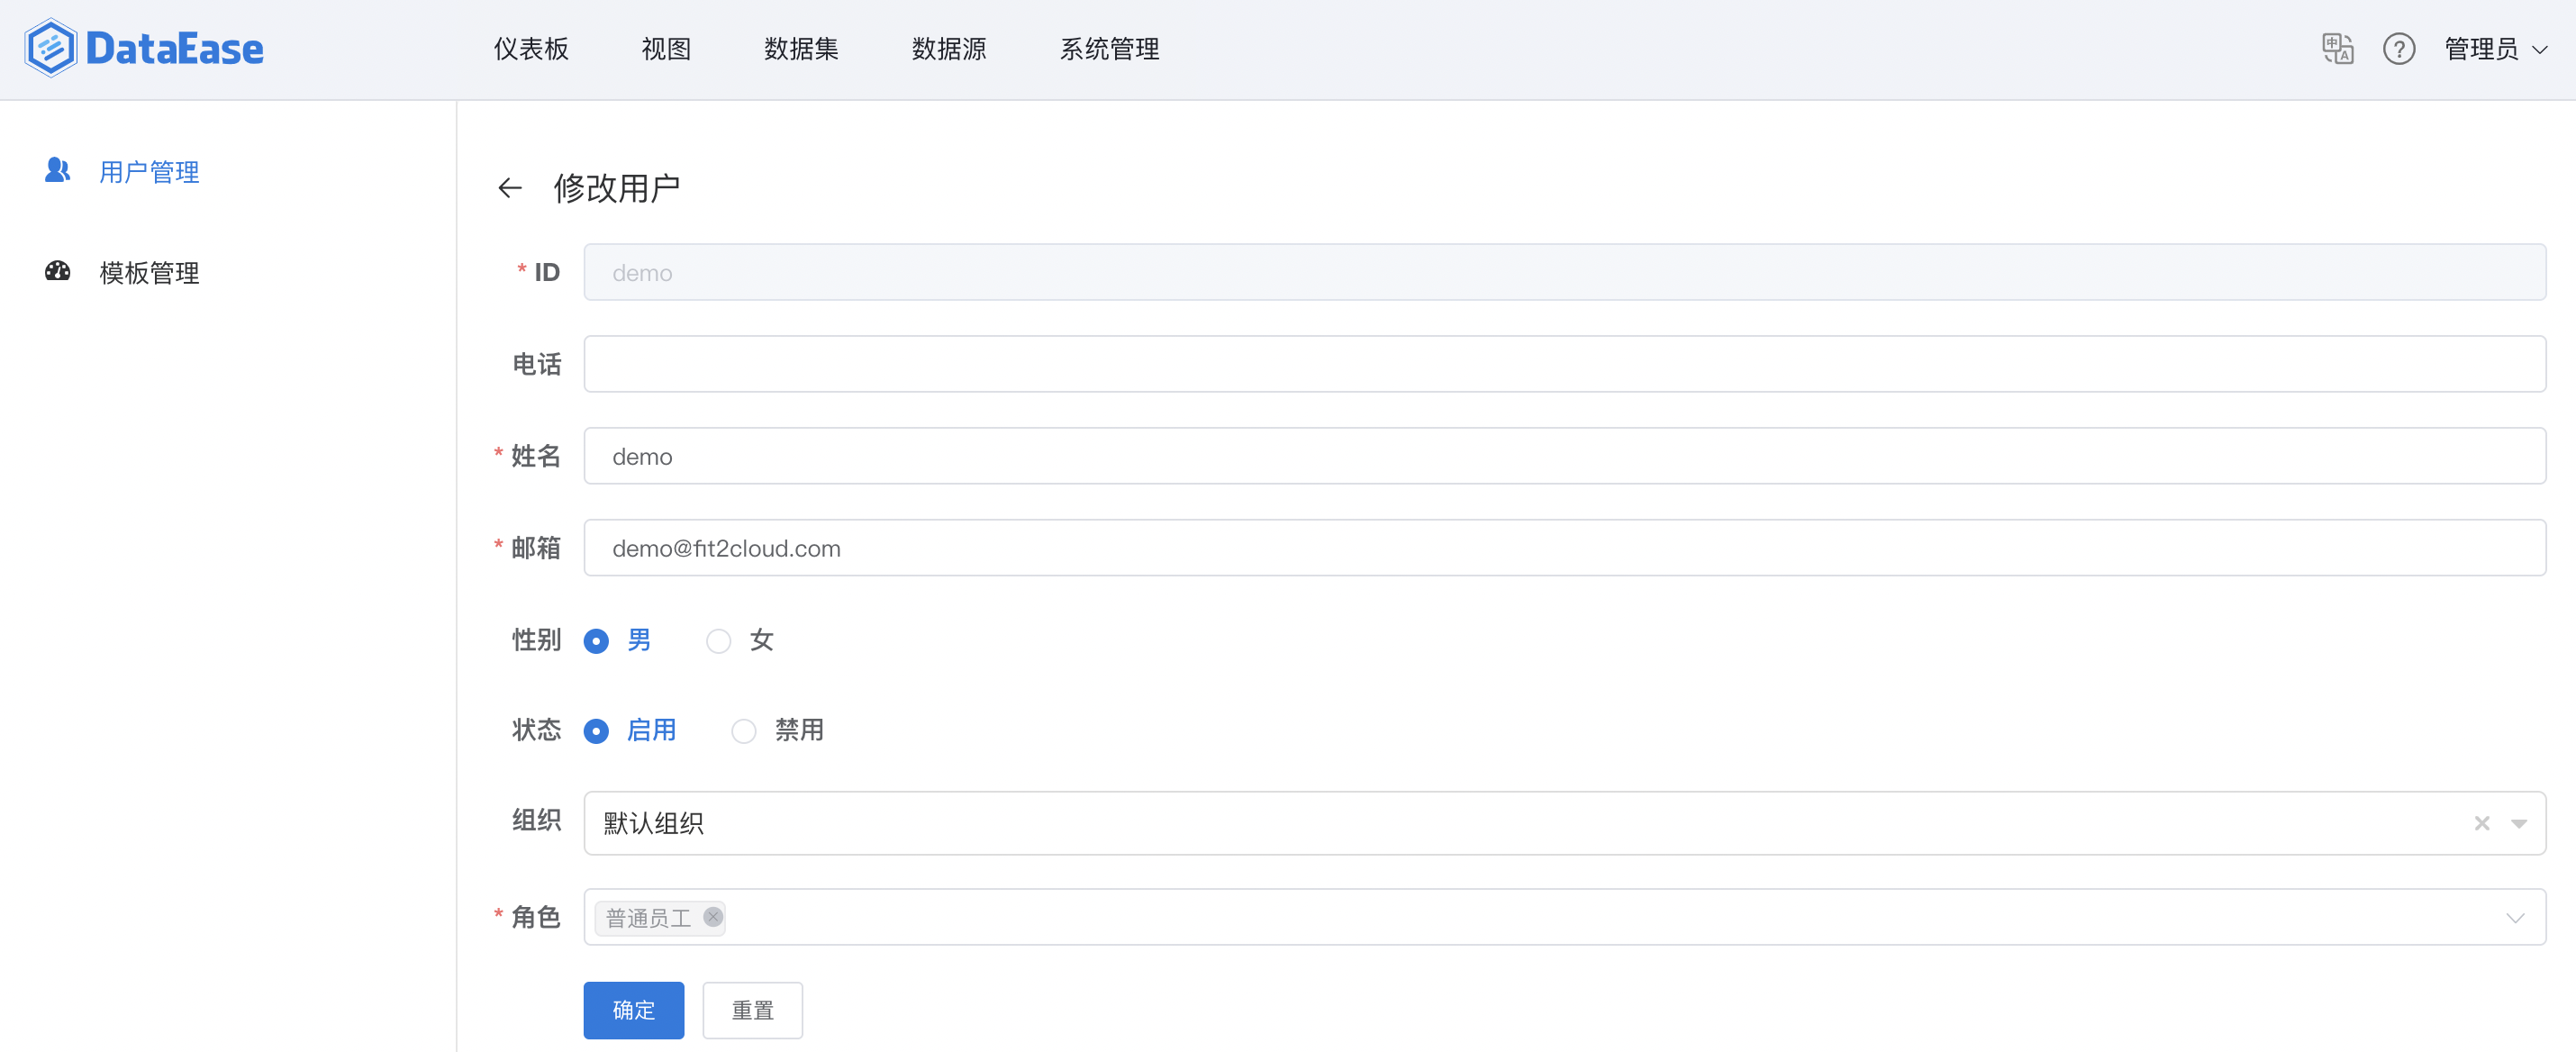 DataEase 仪表板 视图 数据集 数据源 系统管理 管理员
用户管理
模板管理
修改用户
* ID demo
电话
* 姓名 demo
* 邮箱 demo@fit2cloud.com
性别 男 女
状态 启用 禁用
组织 默认组织
* 角色 普通员工
确定 重置